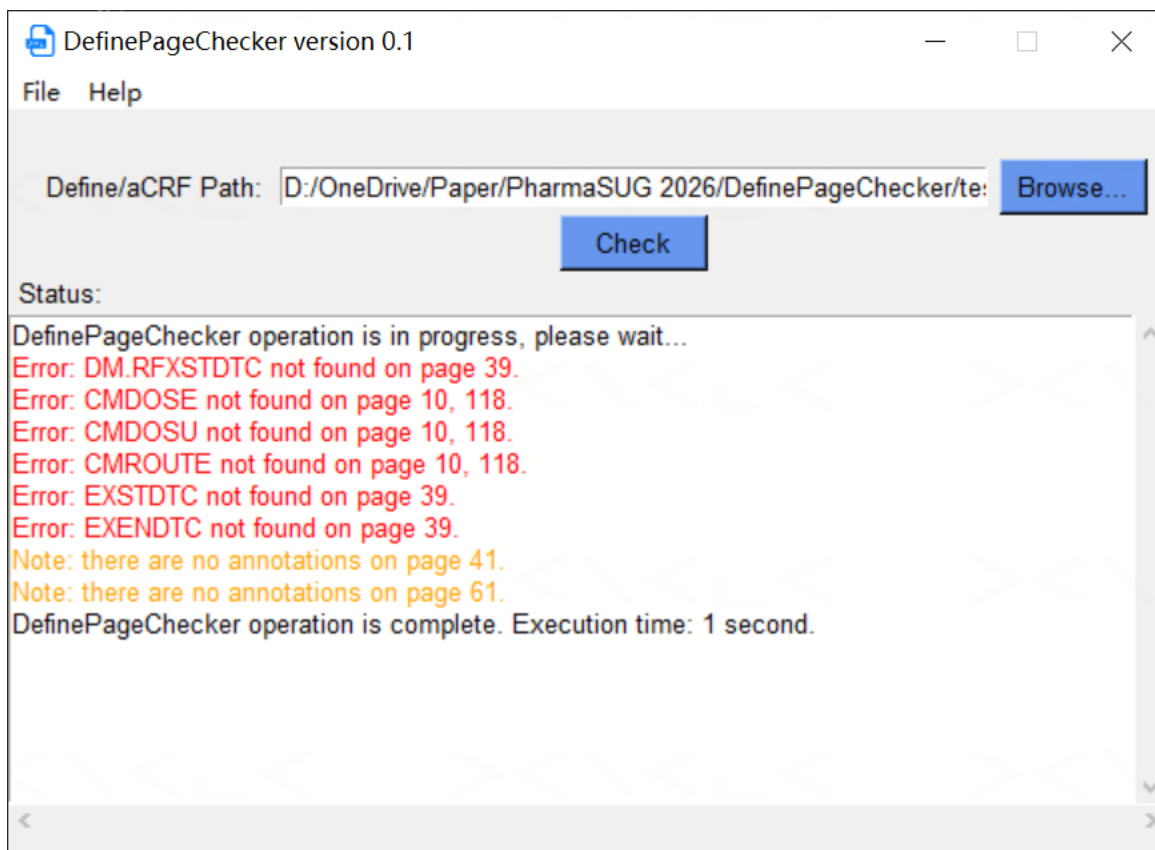 DefinePageChecker version 0.1
File Help
Define/aCRF Path: D:/OneDrive/Paper/PharmaSUG 2026/DefinePageChecker/te Browse...
Check
Status:
DefinePageChecker operation is in progress, please wait...
Error: DM.RFXSTDTC not found on page 39.
Error: CMDOSE not found on page 10, 118.
Error: CMDOSU not found on page 10, 118.
Error: CMROUTE not found on page 10, 118.
Error: EXSTDTC not found on page 39.
Error: EXENDTC not found on page 39.
Note: there are no annotations on page 41.
Note: there are no annotations on page 61.
DefinePageChecker operation is complete. Execution time: 1 second.